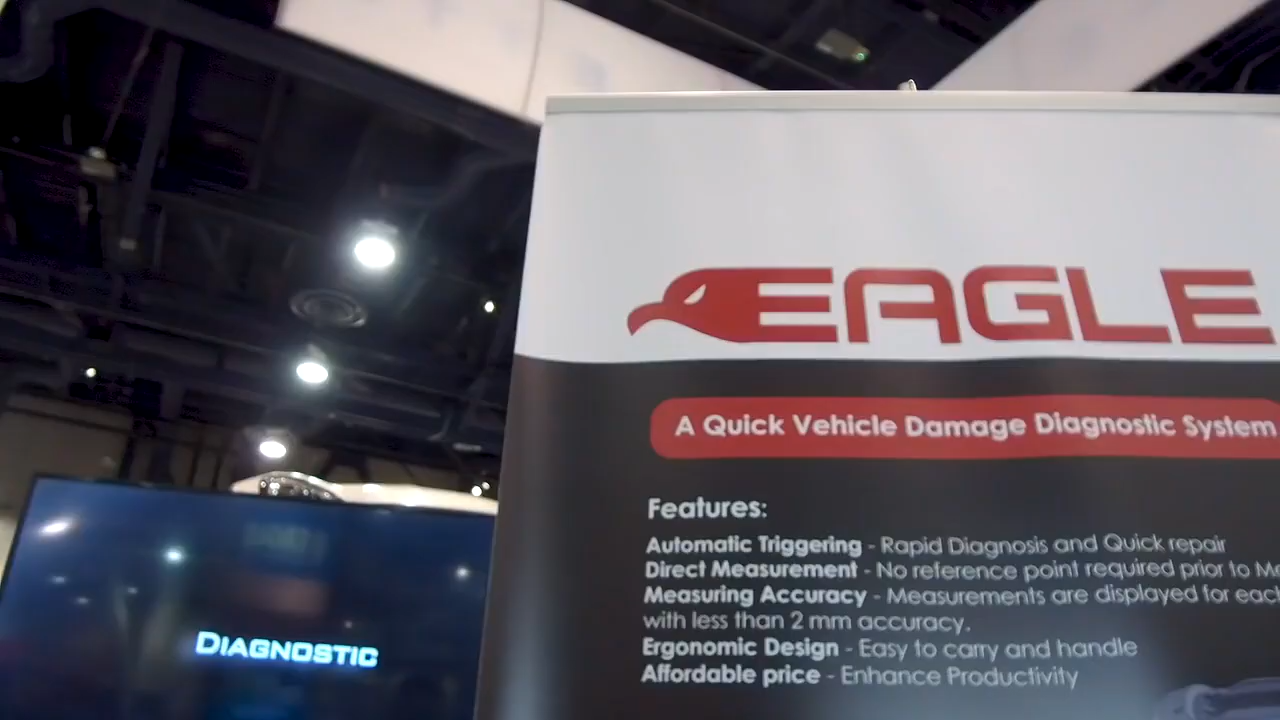 EAGLE
A Quick Vehicle Damage Diagnostic System
Features:
Automatic Triggering - Rapid Diagnosis and Quick repair
Direct Measurement - No reference point required prior to
Measuring Accuracy - Measurements are displayed for each
with less than 2 mm accuracy.
Ergonomic Design - Easy to carry and handle
Affordable price - Enhance Productivity
DIAGNOSTIC